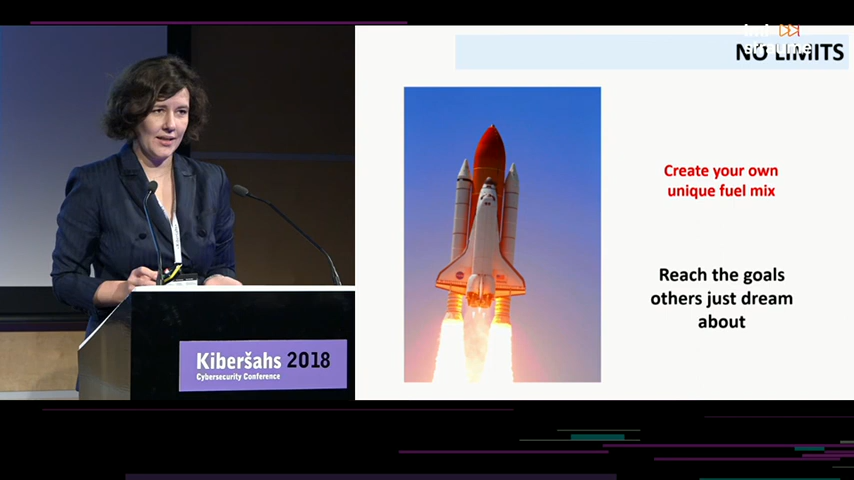 NO LIMITS
Create your own
unique fuel mix
Reach the goals
others just dream
about
Kiberšahs 2018
Cybersecurity Conference